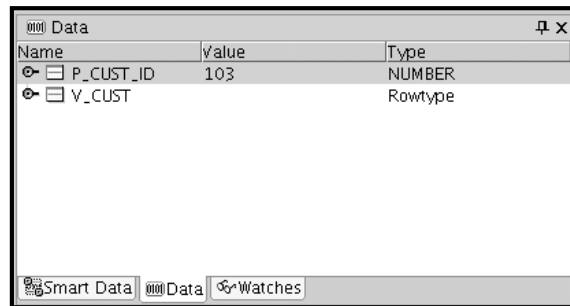 Data
Name Value Type
P_CUST_ID 103 NUMBER
V_CUST Rowtype
Smart Data Data Watches